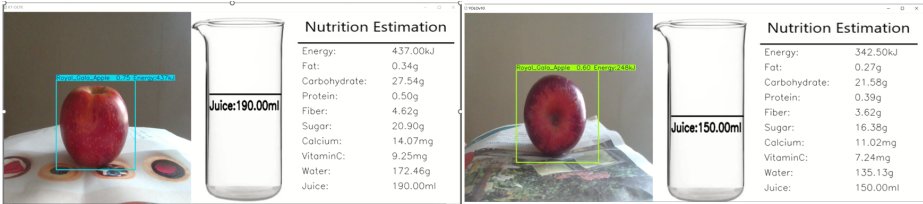 Royal_Gala_Apple 0.75 Energy:437kJ
Juice:190.00ml
Nutrition Estimation
Energy: 437.00kJ
Fat: 0.34g
Carbohydrate: 27.54g
Protein: 0.50g
Fiber: 4.62g
Sugar: 20.90g
Calcium: 14.07mg
VitaminC: 9.25mg
Water: 172.46g
Juice: 190.00ml
Royal_Gala_Apple 0.60 Energy:248kJ
Juice:150.00ml
Nutrition Estimation
Energy: 342.50kJ
Fat: 0.27g
Carbohydrate: 21.58g
Protein: 0.39g
Fiber: 3.62g
Sugar: 16.38g
Calcium: 11.02mg
VitaminC: 7.24mg
Water: 135.13g
Juice: 150.00ml